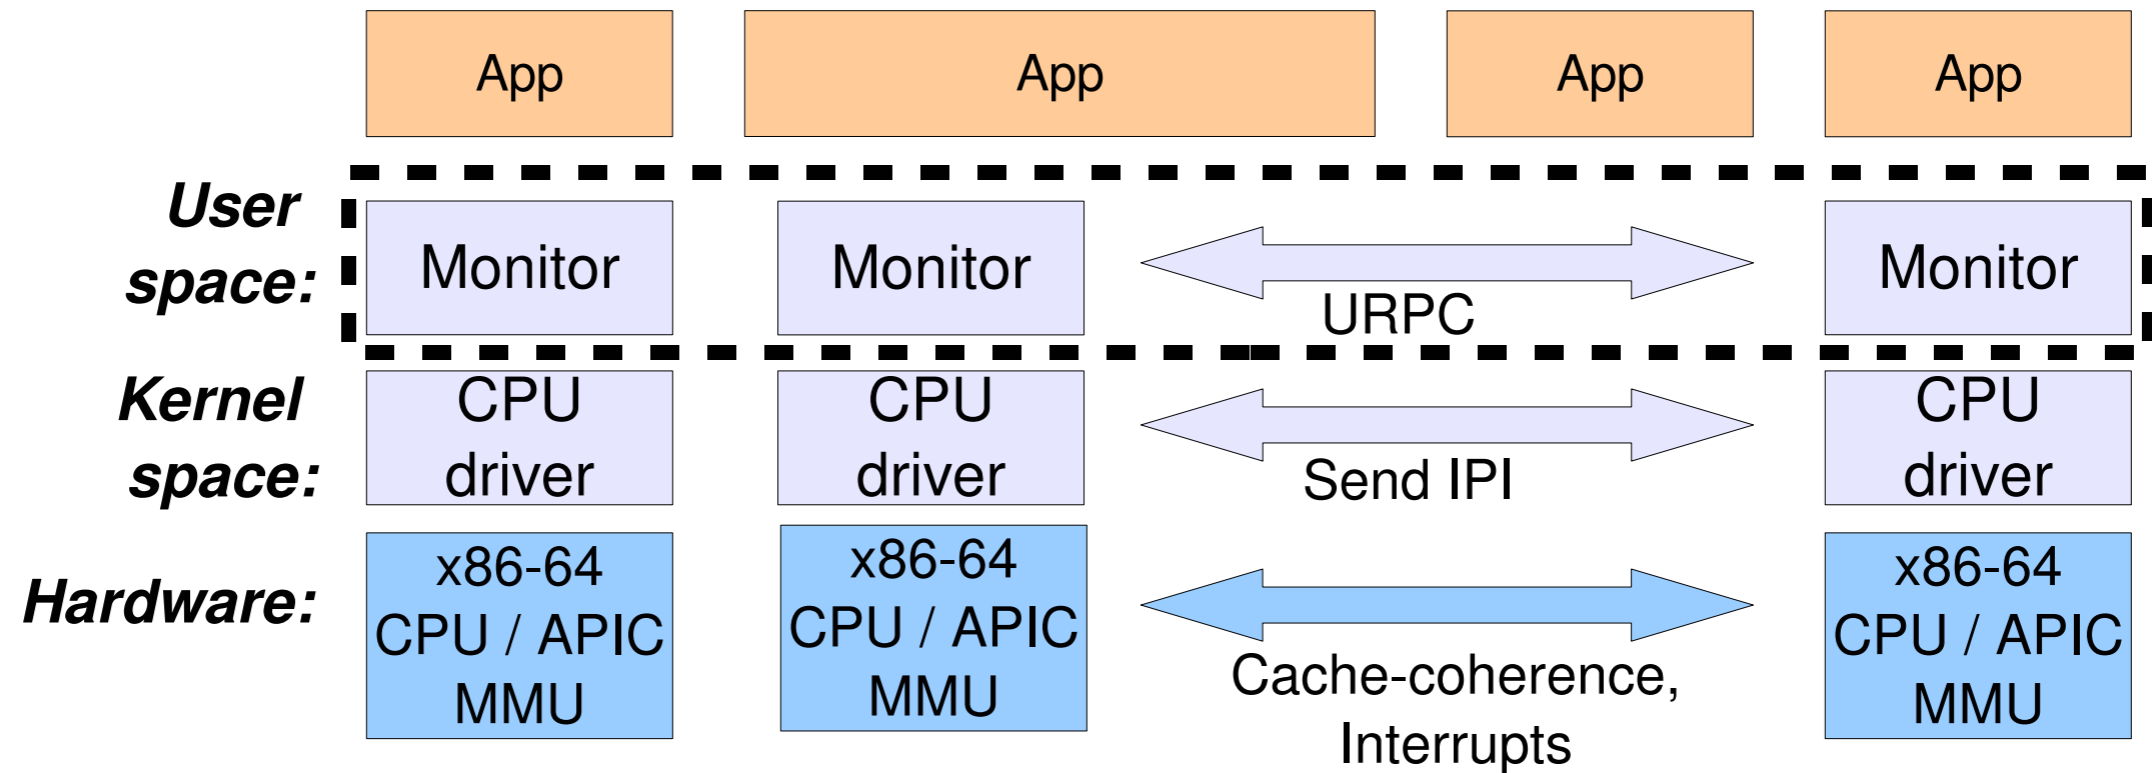 App App App App
User
space:
Monitor Monitor Monitor
URPC
Kernel
space:
CPU
driver
CPU
driver
Send IPI
CPU
driver
Hardware:
x86-64
CPU / APIC
MMU
x86-64
CPU / APIC
MMU
Cache-coherence,
Interrupts
x86-64
CPU / APIC
MMU